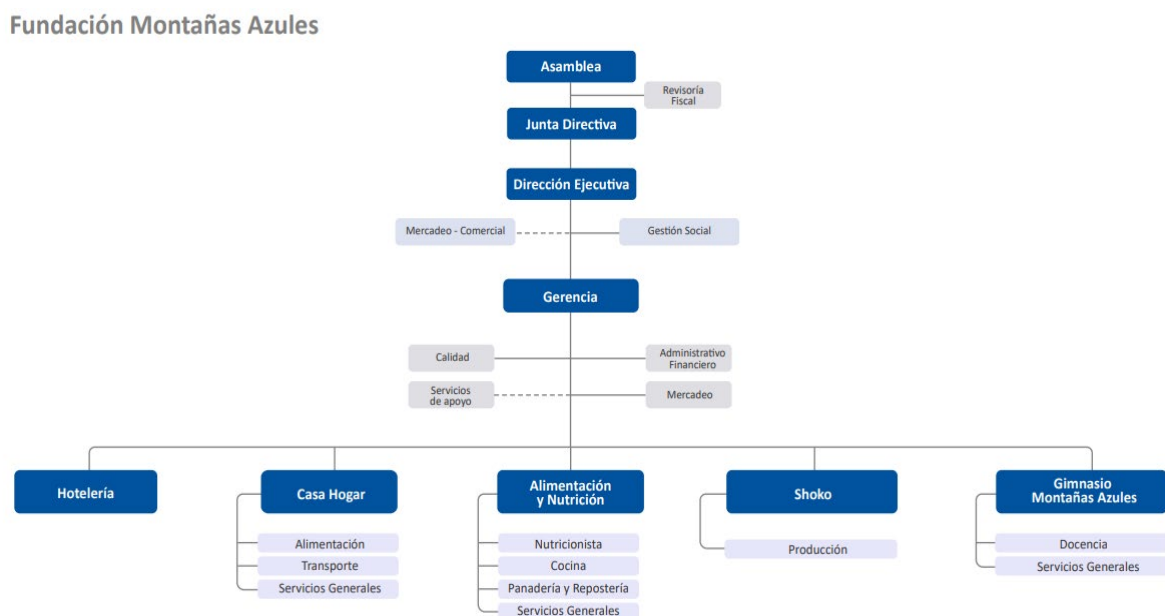 Fundación Montañas Azules
Asamblea
Revisoría
Fiscal
Junta Directiva
Dirección Ejecutiva
Mercadeo - Comercial
Gestión Social
Gerencia
Calidad
Administrativo
Financiero
Servicios
de apoyo
Mercadeo
Hotelería
Casa Hogar
Alimentación
Transporte
Servicios Generales
Alimentación
y Nutrición
Nutricionista
Cocina
Panadería y Repostería
Servicios Generales
Shoko
Producción
Gimnasio
Montañas Azules
Docencia
Servicios Generales